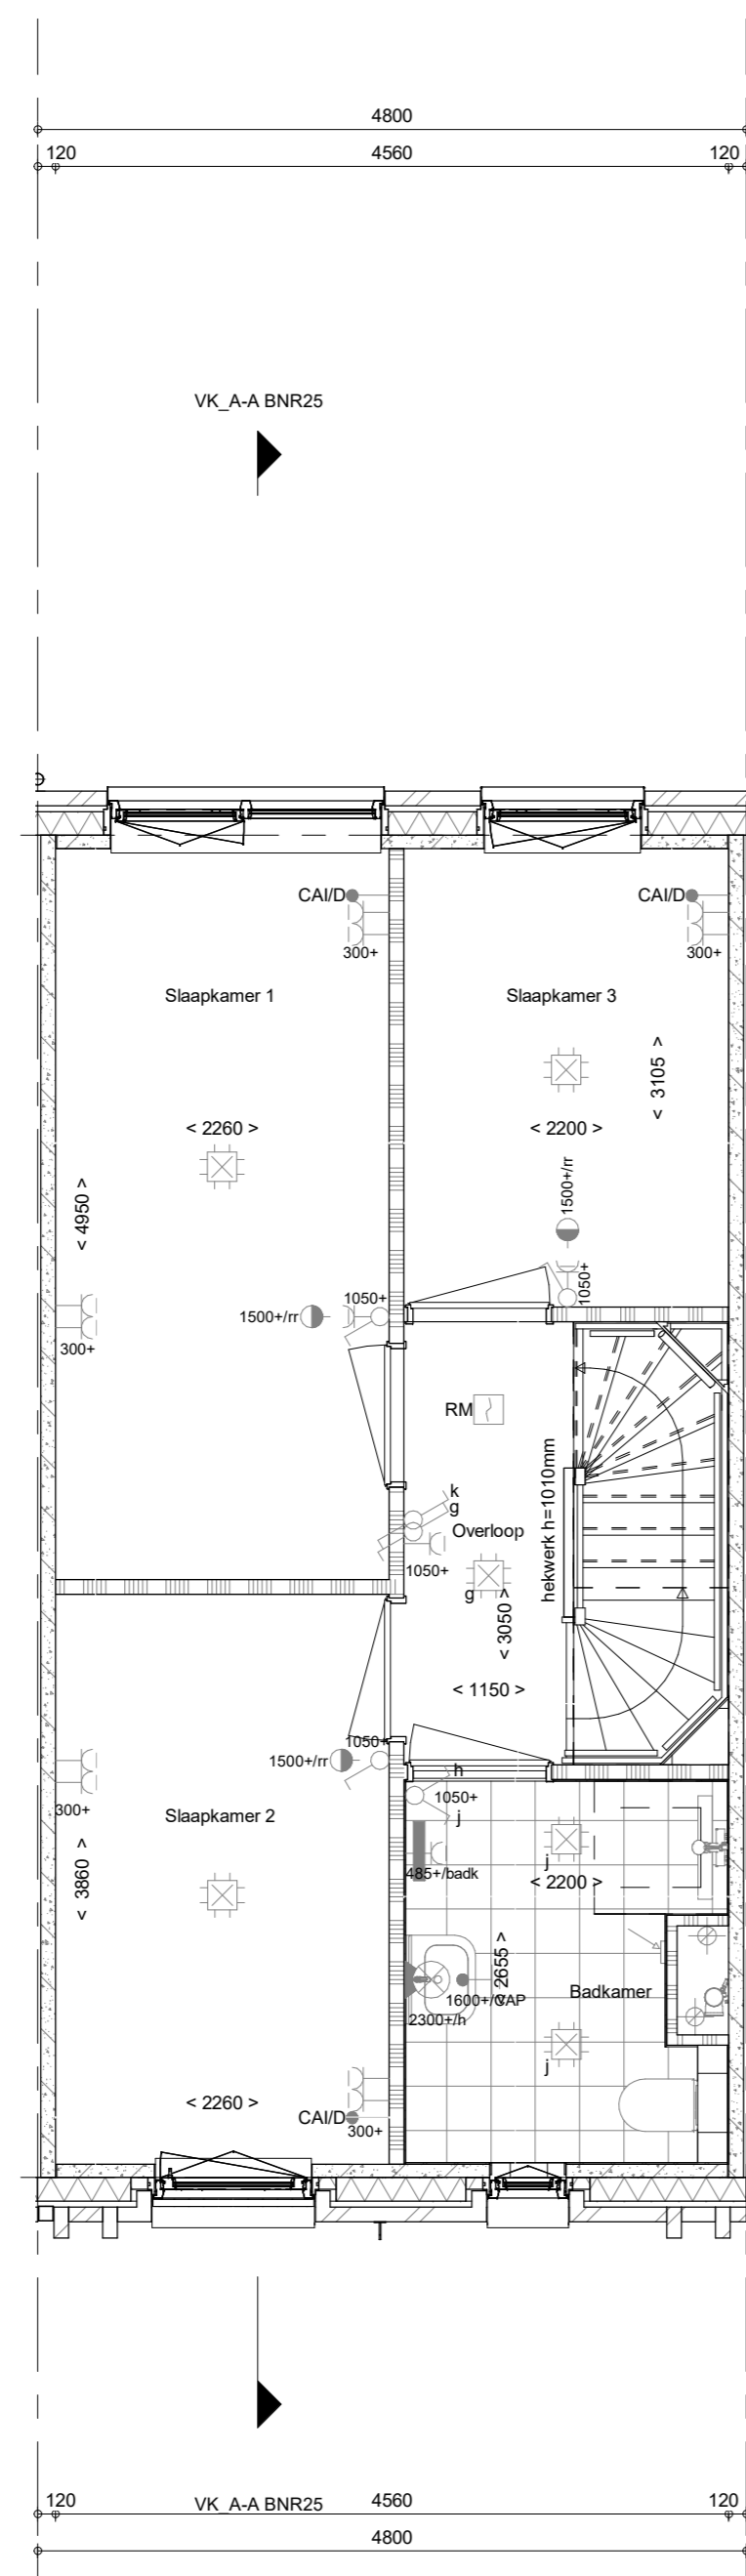 4800
120 4560 120
VK_A-A BNR25
CAI/D CAI/D
300+ 300+
Slaapkamer 1 Slaapkamer 3
< 3105 >
< 2260 > < 2200 >
1500+/rr
< 4950 >
1050+
1050+
1500+/rr
300+
RM
hekwerk h=1010mm
k
g
Overloop
1050+
g
< 3050 >
< 1150 >
1050+
1500+/rr
h
1050+
300+
j
Slaapkamer 2
j
485+/badk
< 2200 >
< 3860 >
< 2655 >
Badkamer
1600+/CAP
2300+/h
j
< 2260 >
CAI/D
300+
120 VK_A-A BNR25 4560 120
4800